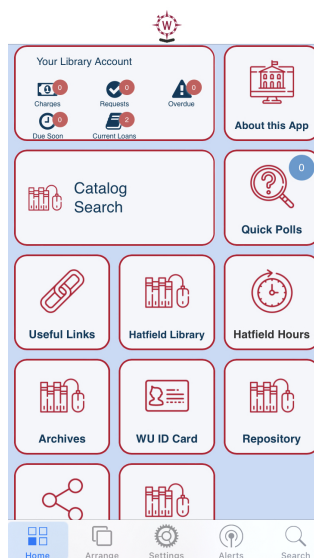 W
Your Library Account
0
0
0
Charges
Requests
Overdue
0
2
Due Soon
Current Loans
About this App
Catalog
Search
0
Quick Polls
Useful Links
Hatfield Library
Hatfield Hours
Archives
WU ID Card
Repository
Home
Arrange
Settings
Alerts
Search